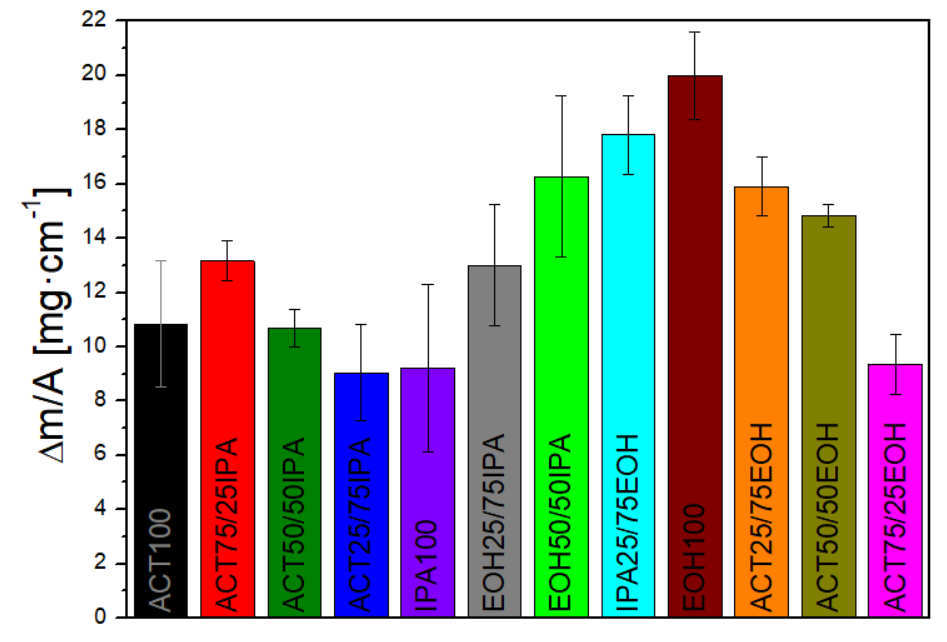 Δm/A [mg·cm⁻¹]
22
20
18
16
14
12
10
8
6
4
2
0
ACT100
ACT75/25IPA
ACT50/50IPA
ACT25/75IPA
IPA100
EOH25/75IPA
EOH50/50IPA
IPA25/75EOH
EOH100
ACT25/75EOH
ACT50/50EOH
ACT75/25EOH